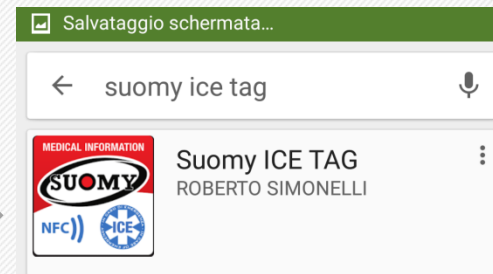 Salvataggio schermata…
suomy ice tag
MEDICAL INFORMATION
SUOMY
NFC
ICE
Suomy ICE TAG
ROBERTO SIMONELLI